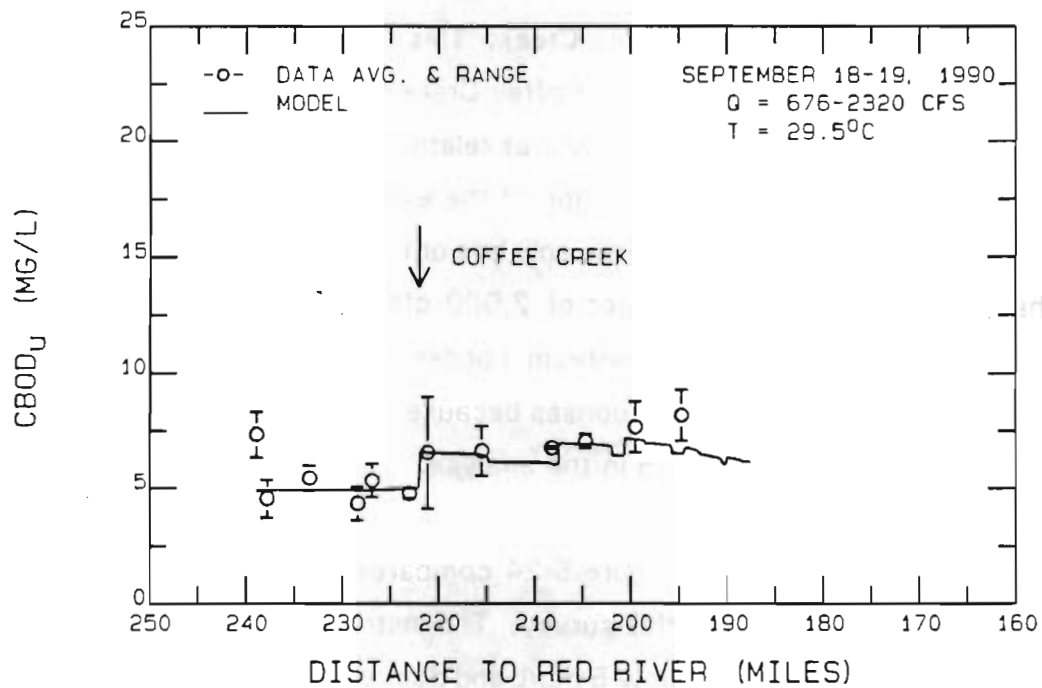 25
20
15
10
5
0
CBODU (MG/L)
-o- DATA AVG. & RANGE
MODEL
SEPTEMBER 18-19, 1990
Q = 676-2320 CFS
T = 29.5°C
COFFEE CREEK
250 240 230 220 210 200 190 180 170 160
DISTANCE TO RED RIVER (MILES)